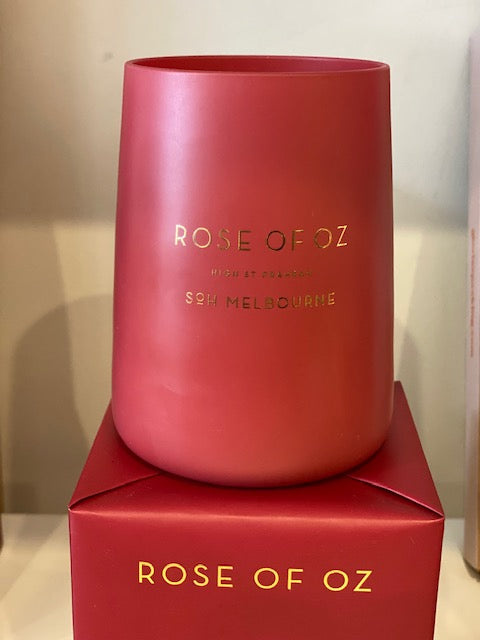 ROSE OF OZ
HIGH ST PRAHRAN
SOH MELBOURNE
ROSE OF OZ